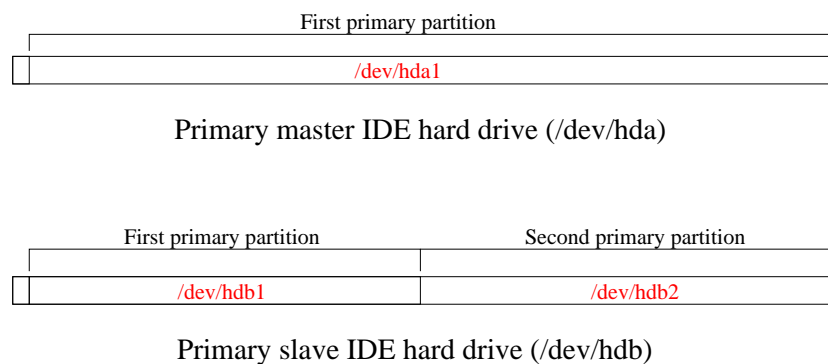 First primary partition
/dev/hda1
Primary master IDE hard drive (/dev/hda)
First primary partition Second primary partition
/dev/hdb1 /dev/hdb2
Primary slave IDE hard drive (/dev/hdb)